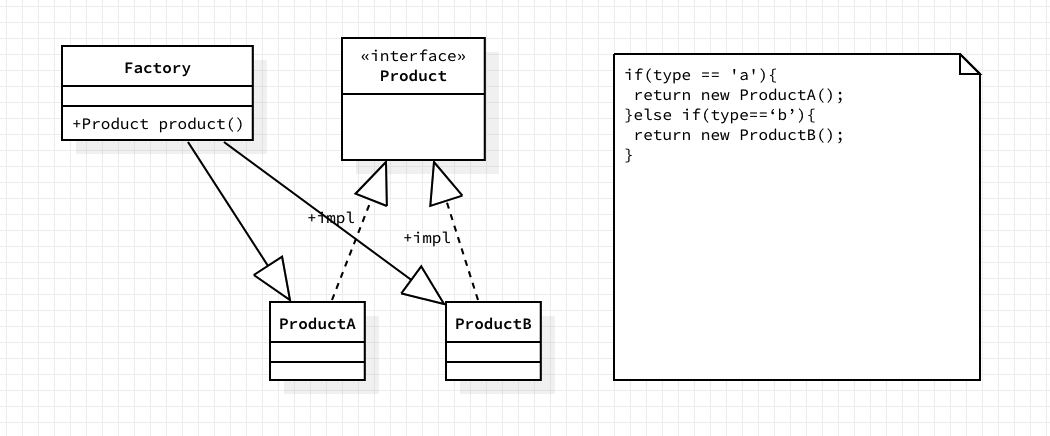 Factory
+Product product()
«interface»
Product
+impl
+impl
ProductA
ProductB
if(type == 'a'){
 return new ProductA();
}else if(type==‘b’){
 return new ProductB();
}